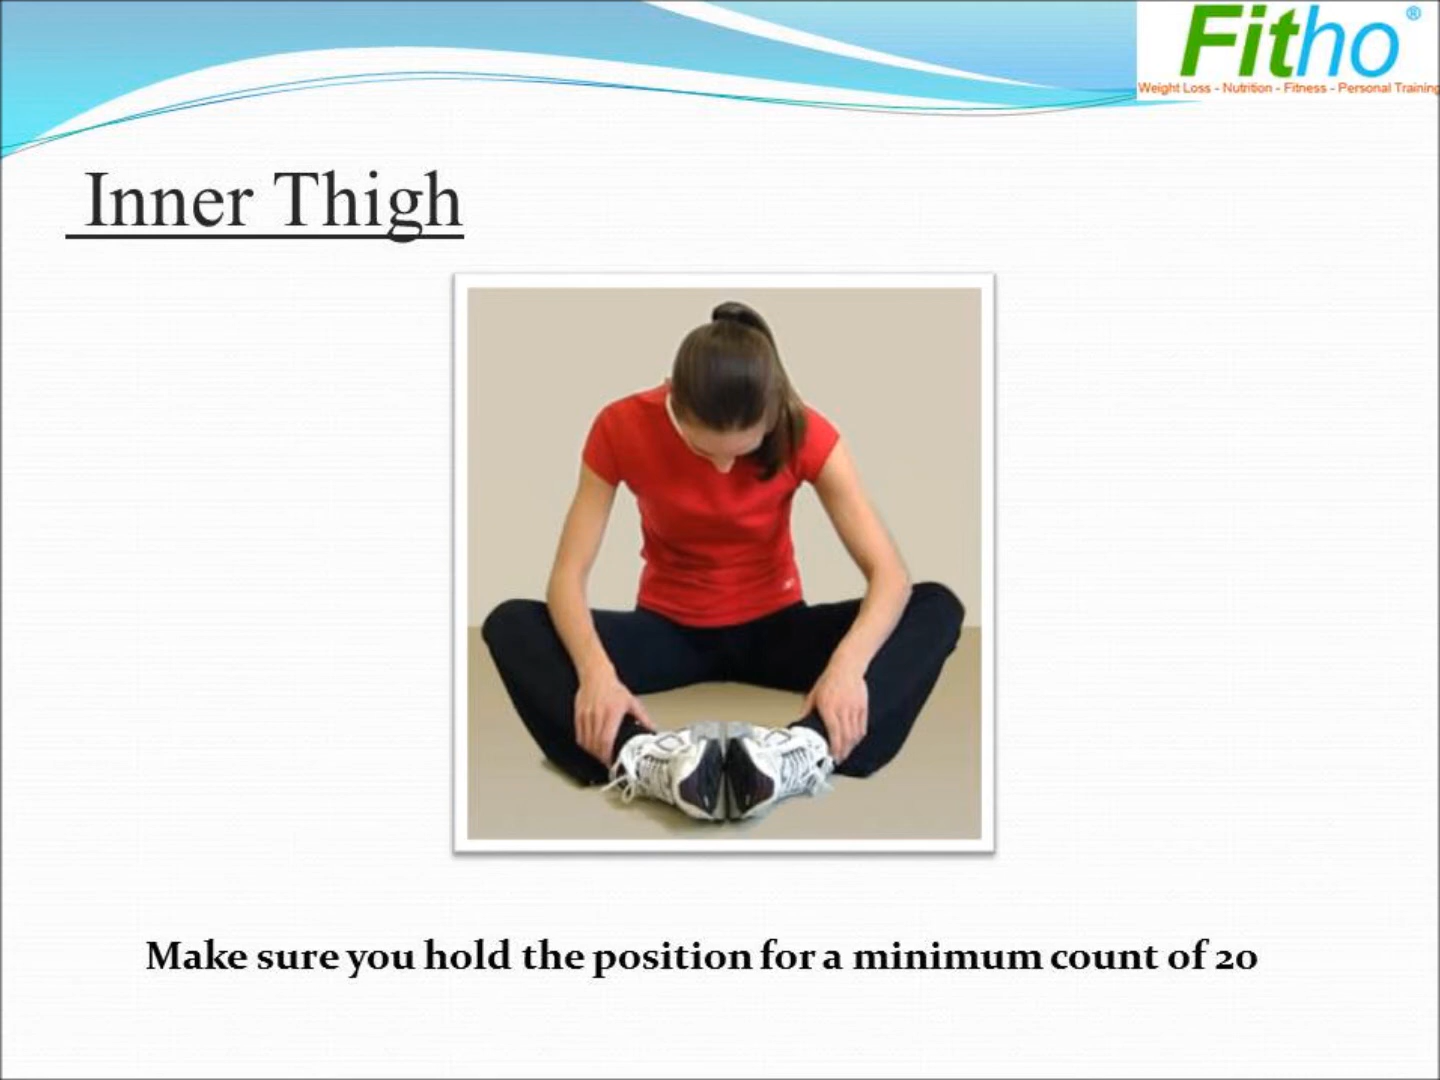 Fitho®
Weight Loss - Nutrition - Fitness - Personal Training
Inner Thigh
Make sure you hold the position for a minimum count of 20